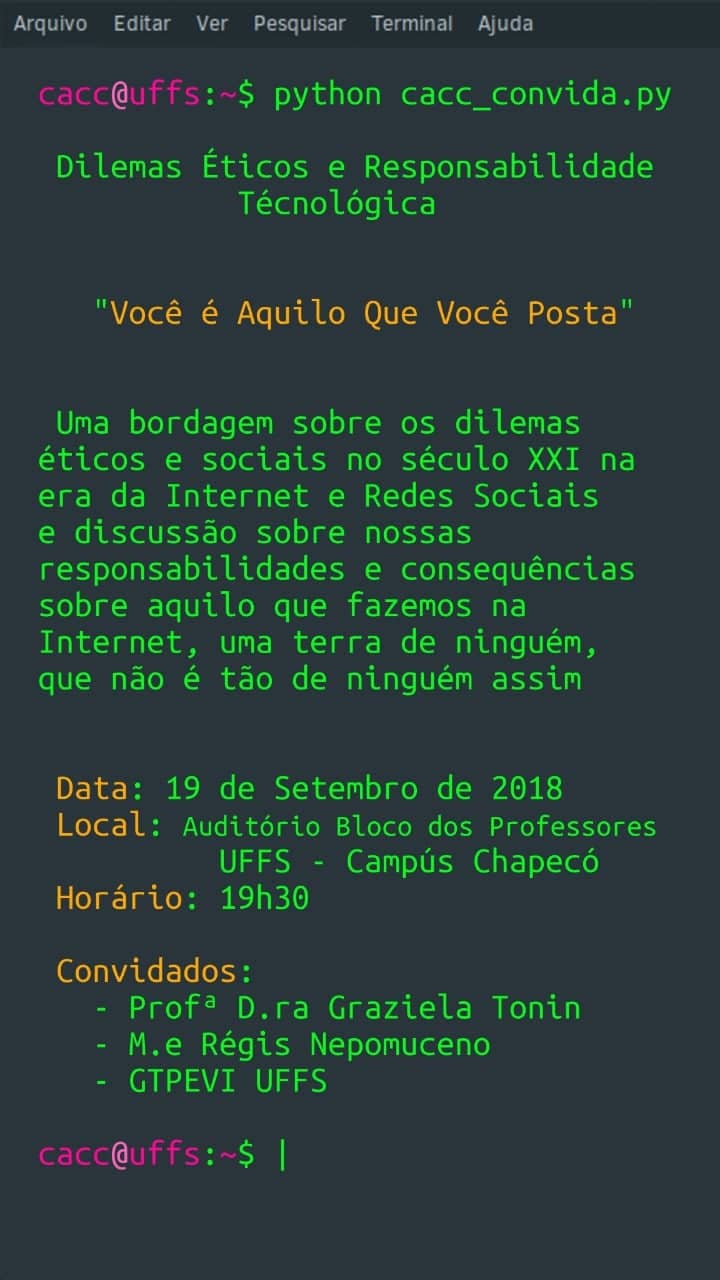 Arquivo Editar Ver Pesquisar Terminal Ajuda
cacc@uffs:~$ python cacc_convida.py
Dilemas Éticos e Responsabilidade
Técnológica
"Você é Aquilo Que Você Posta"
Uma bordagem sobre os dilemas
éticos e sociais no século XXI na
era da Internet e Redes Sociais
e discussão sobre nossas
responsabilidades e consequências
sobre aquilo que fazemos na
Internet, uma terra de ninguém,
que não é tão de ninguém assim
Data: 19 de Setembro de 2018
Local: Auditório Bloco dos Professores
UFFS - Campús Chapecó
Horário: 19h30
Convidados:
- Profª D.ra Graziela Tonin
- M.e Régis Nepomuceno
- GTPEVI UFFS
cacc@uffs:~$ |